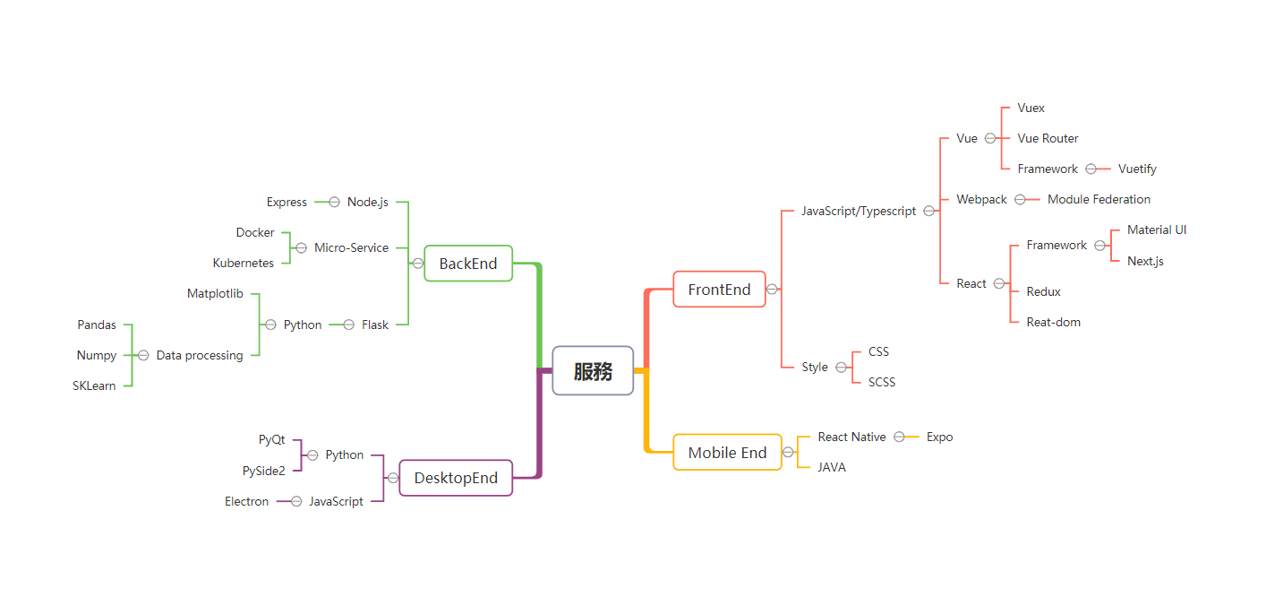 服務
FrontEnd
JavaScript/Typescript
Vue
Vuex
Vue Router
Framework
Vuetify
Webpack
Module Federation
React
Framework
Material UI
Next.js
Redux
Reat-dom
Style
CSS
SCSS
Mobile End
React Native
Expo
JAVA
BackEnd
Node.js
Express
Micro-Service
Docker
Kubernetes
Flask
Python
Matplotlib
Data processing
Pandas
Numpy
SKLearn
DesktopEnd
Python
PyQt
PySide2
JavaScript
Electron